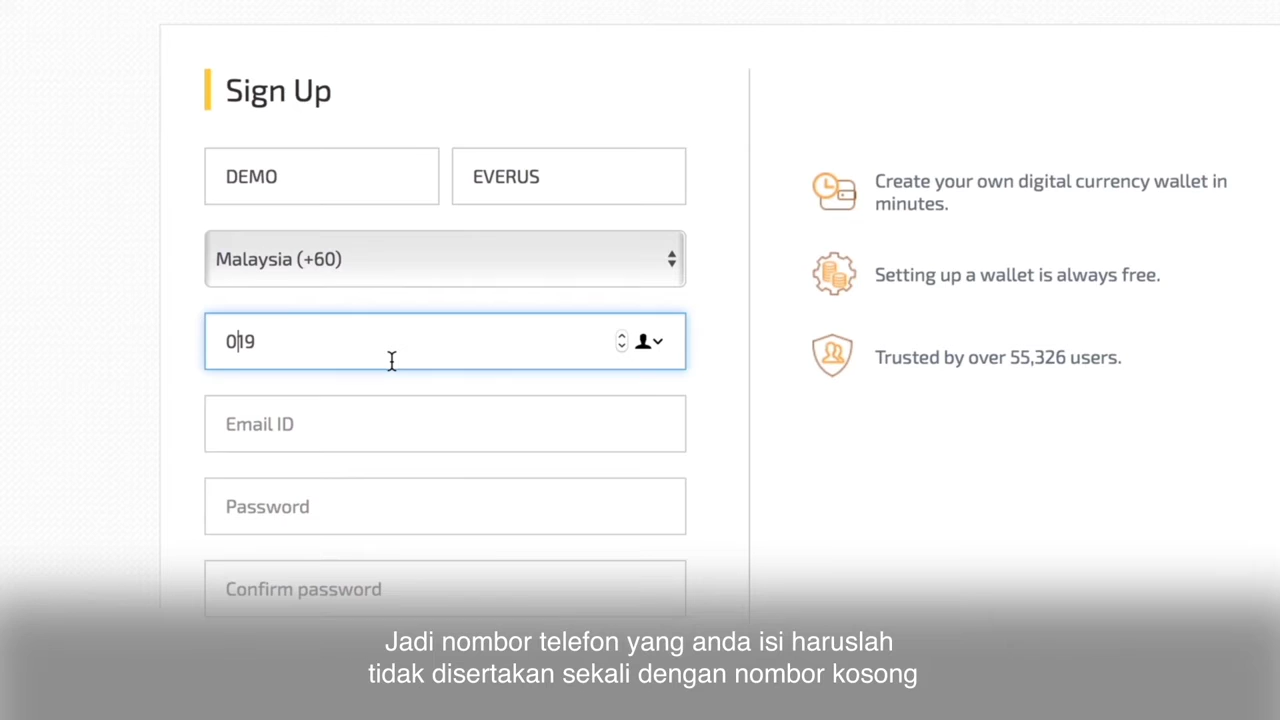 Sign Up
DEMO
EVERUS
Malaysia (+60)
019
Email ID
Password
Confirm password
Create your own digital currency wallet in
minutes.
Setting up a wallet is always free.
Trusted by over 55,326 users.
Jadi nombor telefon yang anda isi haruslah
tidak disertakan sekali dengan nombor kosong